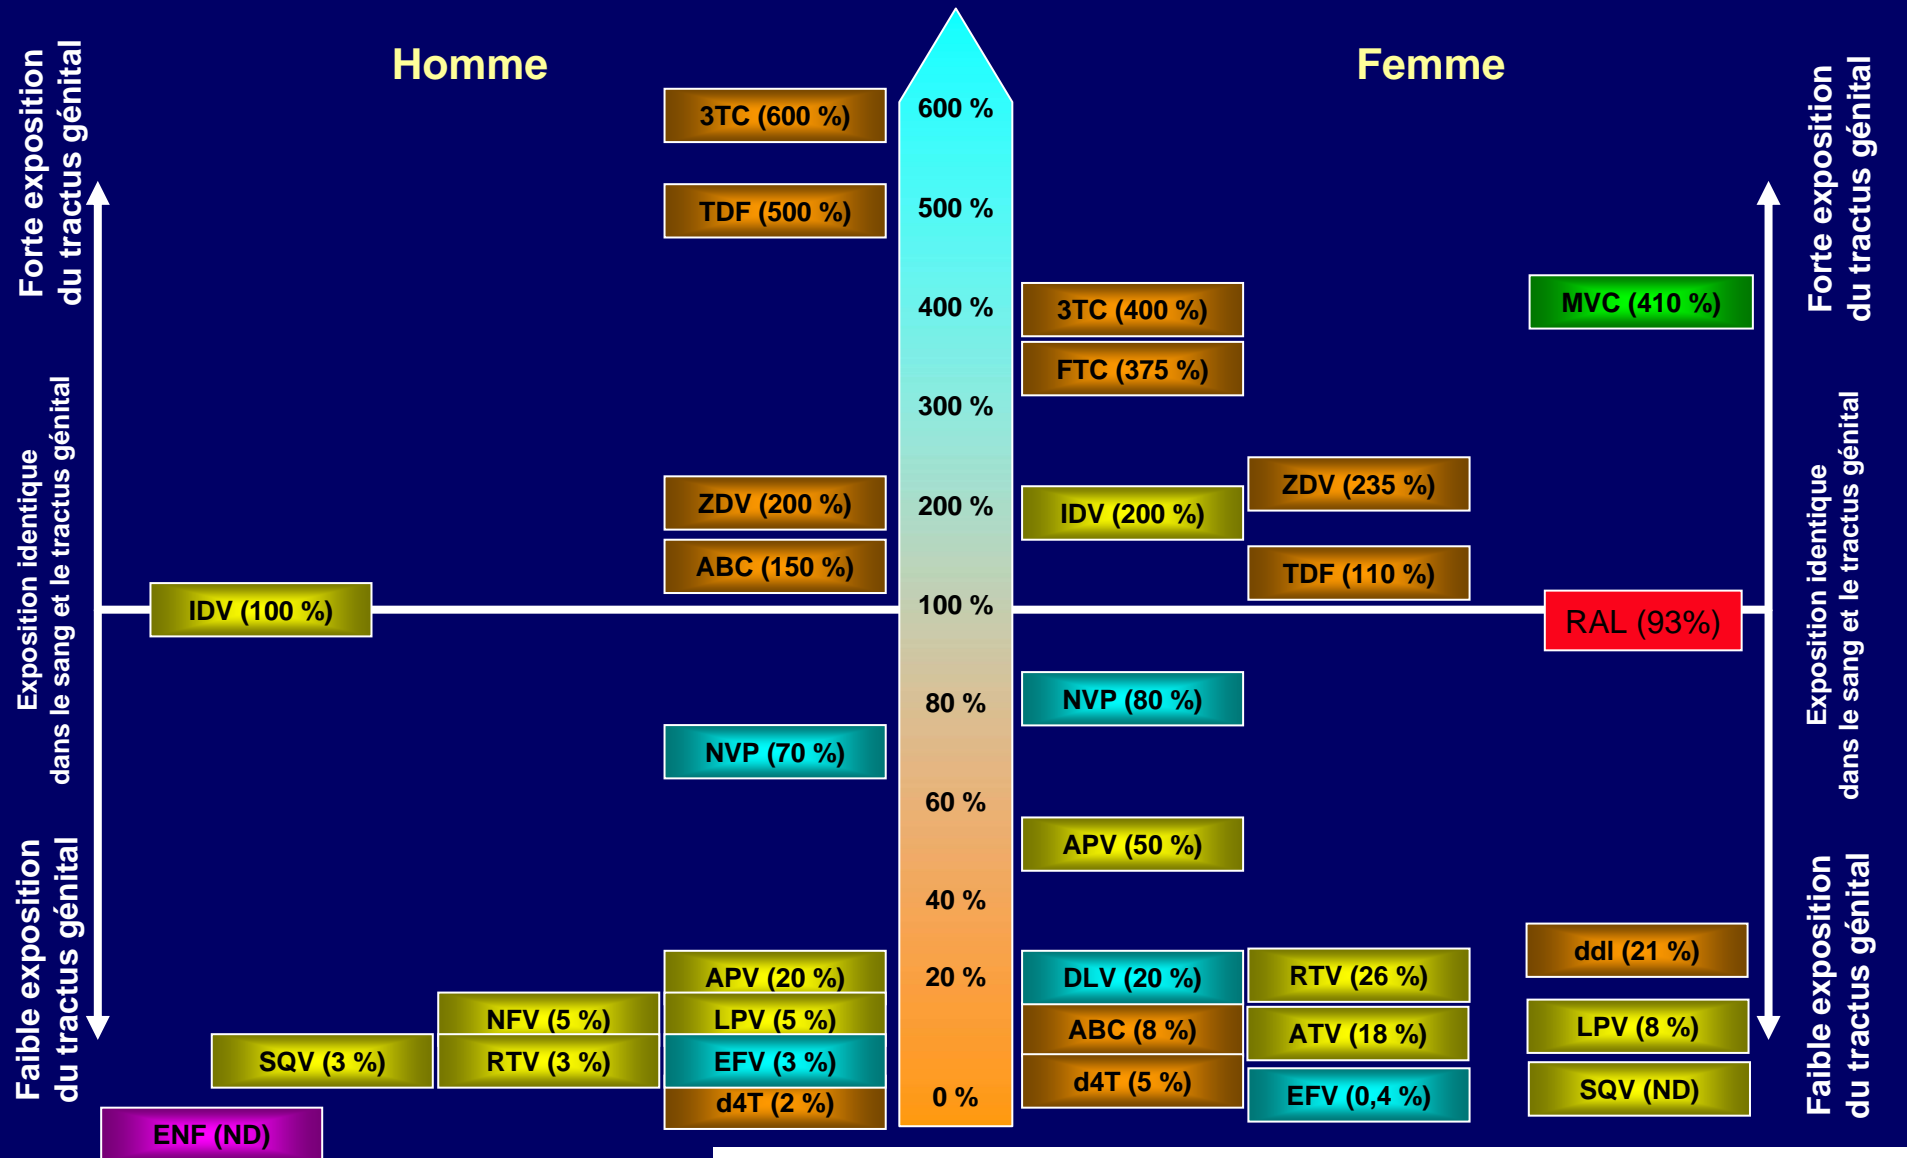 Homme
Femme
Forte exposition
du tractus génital
Exposition identique
dans le sang et le tractus génital
Faible exposition
du tractus génital
3TC (600 %)
TDF (500 %)
ZDV (200 %)
ABC (150 %)
IDV (100 %)
NVP (70 %)
APV (20 %)
NFV (5 %)
LPV (5 %)
SQV (3 %)
RTV (3 %)
EFV (3 %)
d4T (2 %)
ENF (ND)
600 %
500 %
400 %
300 %
200 %
100 %
80 %
60 %
40 %
20 %
0 %
3TC (400 %)
MVC (410 %)
FTC (375 %)
ZDV (235 %)
IDV (200 %)
TDF (110 %)
RAL (93%)
NVP (80 %)
APV (50 %)
ddI (21 %)
DLV (20 %)
RTV (26 %)
ABC (8 %)
ATV (18 %)
LPV (8 %)
d4T (5 %)
EFV (0,4 %)
SQV (ND)
Forte exposition
du tractus génital
Exposition identique
dans le sang et le tractus génital
Faible exposition
du tractus génital